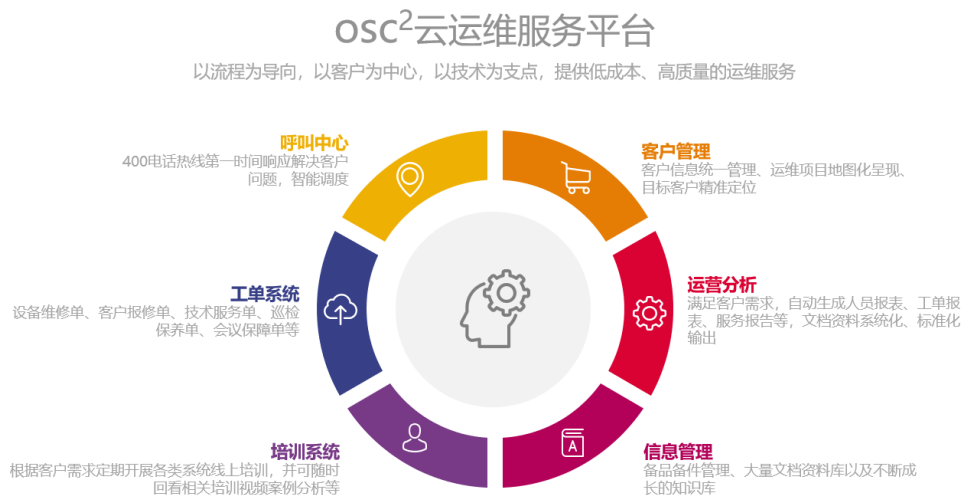 osc²云运维服务平台
以流程为导向，以客户为中心，以技术为支点，提供低成本、高质量的运维服务
呼叫中心
400电话热线第一时间响应解决客户
问题，智能调度
客户管理
客户信息统一管理、运维项目地图化呈现、
目标客户精准定位
工单系统
设备维修单、客户报修单、技术服务单、巡检
保养单、会议保障单等
运营分析
满足客户需求，自动生成人员报表、工单报
表、服务报告等，文档资料系统化、标准化
输出
培训系统
根据客户需求定期开展各类系统线上培训，并可随时
回看相关培训视频案例分析等
A
信息管理
备品备件管理、大量文档资料库以及不断成
长的知识库